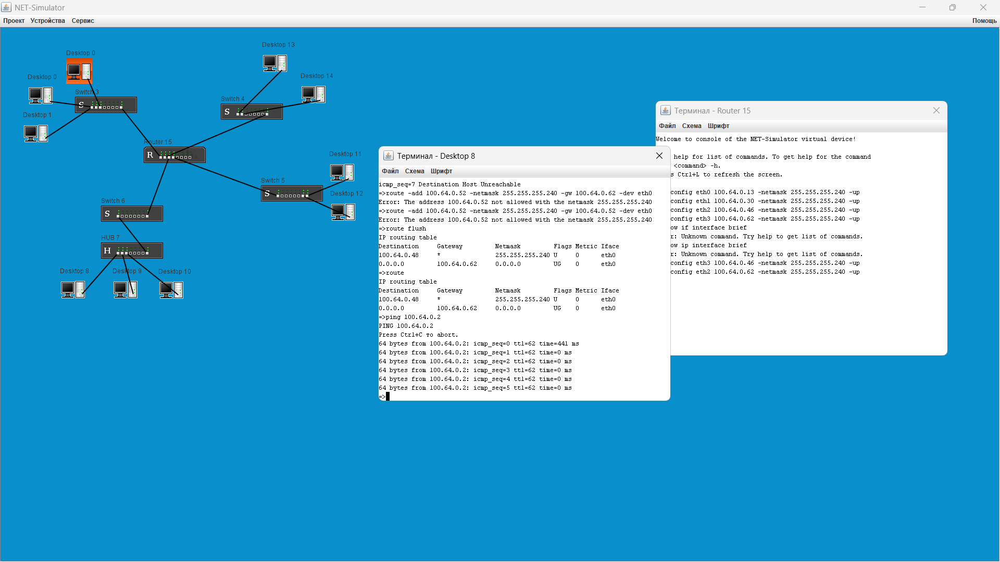 NET-Simulator
Проект Устройства Сервис Помощь
Desktop 13
Desktop 0
Desktop 0
Desktop 14
Switch 3
Switch 4
S
S
Desktop 1
Router 15
R
Desktop 11
Switch 5
S
Desktop 12
Switch 6
S
HUB 7
H
Desktop 8 Desktop 9 Desktop 10
Терминал - Desktop 8
Файл Схема Шрифт
icmp_seq=7 Destination Host Unreachable
=>route -add 100.64.0.52 -netmask 255.255.255.240 -gw 100.64.0.62 -dev eth0
Error: The address 100.64.0.52 not allowed with the netmask 255.255.255.240
=>route -add 100.64.0.52 -netmask 255.255.255.240 -gw 100.64.0.52 -dev eth0
Error: The address 100.64.0.52 not allowed with the netmask 255.255.255.240
=>route flush
IP routing table
Destination Gateway Netmask Flags Metric Iface
100.64.0.48 * 255.255.255.240 U 0 eth0
0.0.0.0 100.64.0.62 0.0.0.0 UG 0 eth0
=>route
IP routing table
Destination Gateway Netmask Flags Metric Iface
100.64.0.48 * 255.255.255.240 U 0 eth0
0.0.0.0 100.64.0.62 0.0.0.0 UG 0 eth0
=>ping 100.64.0.2
PING 100.64.0.2
Press Ctrl+C to abort.
64 bytes from 100.64.0.2: icmp_seq=0 ttl=62 time=441 ms
64 bytes from 100.64.0.2: icmp_seq=1 ttl=62 time=0 ms
64 bytes from 100.64.0.2: icmp_seq=2 ttl=62 time=0 ms
64 bytes from 100.64.0.2: icmp_seq=3 ttl=62 time=0 ms
64 bytes from 100.64.0.2: icmp_seq=4 ttl=62 time=0 ms
64 bytes from 100.64.0.2: icmp_seq=5 ttl=62 time=0 ms
=>
Терминал - Router 15
Файл Схема Шрифт
Welcome to console of the NET-Simulator virtual device!
help for list of commands. To get help for the command
<command> -h.
s Ctrl+L to refresh the screen.
config eth0 100.64.0.13 -netmask 255.255.255.240 -up
config eth1 100.64.0.30 -netmask 255.255.255.240 -up
config eth2 100.64.0.46 -netmask 255.255.255.240 -up
config eth3 100.64.0.62 -netmask 255.255.255.240 -up
ow if interface brief
r: Unknown command. Try help to get list of commands.
ow ip interface brief
r: Unknown command. Try help to get list of commands.
config eth3 100.64.0.46 -netmask 255.255.255.240 -up
config eth2 100.64.0.62 -netmask 255.255.255.240 -up